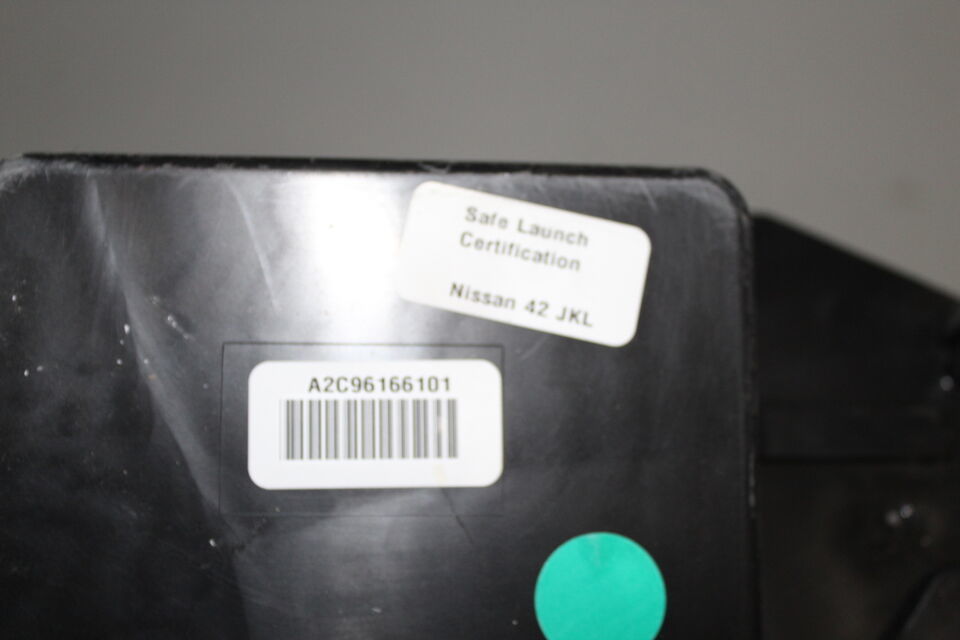 Safe Launch
Certification
Nissan 42 JKL
A2C96166101